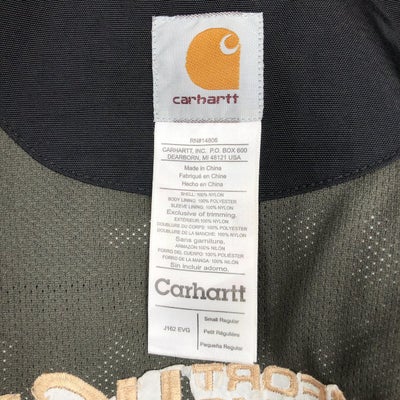 carhartt
RN#14806
CARHARTT, INC. P.O. BOX 600
DEARBORN, MI 48121 USA
Made in China
Fabriqué en China
Hecho en China
SHELL: 100% NYLON
BODY LINING: 100% POLYESTER
SLEEVE LINING: 100% NYLON
Exclusive of trimming.
EXTÉRIEUR: 100% NYLON
DOUBLURE DU CORPS: 100% POLYESTER
DOUBLURE DE LA MANCHE: 100% NYLON
Sans garniture.
ARMAZÓN: 100% NILÓN
FORRO DEL CUERPO: 100% POLIESTER
FORRO DE LA MANGA: 100% NILÓN
Sin incluir adorno.
Carhartt
J162 EVG
Small Regular
Petit Régulière
Pequeña Regular